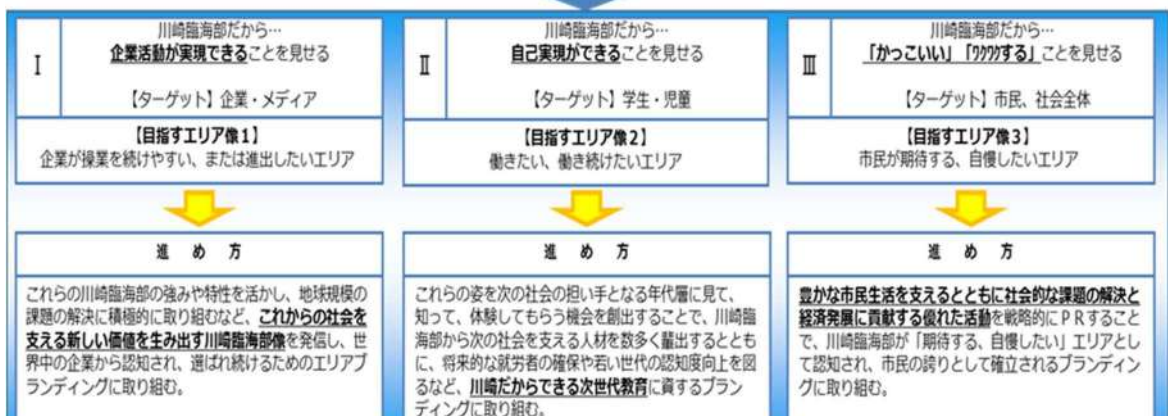 Ⅰ
川崎臨海部だから…
企業活動が実現できることを見せる
【ターゲット】企業・メディア
【目指すエリア像1】
企業が操業を続けやすい、または進出したいエリア
進め方
これらの川崎臨海部の強みや特性を活かし、地球規模の
課題の解決に積極的に取り組むなど、これからの社会を
支える新しい価値を生み出す川崎臨海部像を発信し、世
界中の企業から認知され、選ばれ続けるためのエリアブ
ランディングに取り組む。
Ⅱ
川崎臨海部だから…
自己実現ができることを見せる
【ターゲット】学生・児童
【目指すエリア像2】
働きたい、働き続けたいエリア
進め方
これらの姿を次の社会の担い手となる年代層に見て、
知って、体験してもらう機会を創出することで、川崎臨
海部から次の社会を支える人材を数多く輩出するととも
に、将来的な就労者の確保や若い世代の認知度向上を図
るなど、川崎だからできる次世代教育に資するブラン
ディングに取り組む。
Ⅲ
川崎臨海部だから…
「かっこいい」「ワクワクする」ことを見せる
【ターゲット】市民、社会全体
【目指すエリア像3】
市民が期待する、自慢したいエリア
進め方
豊かな市民生活を支えるとともに社会的な課題の解決と
経済発展に貢献する優れた活動を戦略的にPRすること
で、川崎臨海部が「期待する、自慢したい」エリアとし
て認知され、市民の誇りとして確立されるブランディン
グに取り組む。